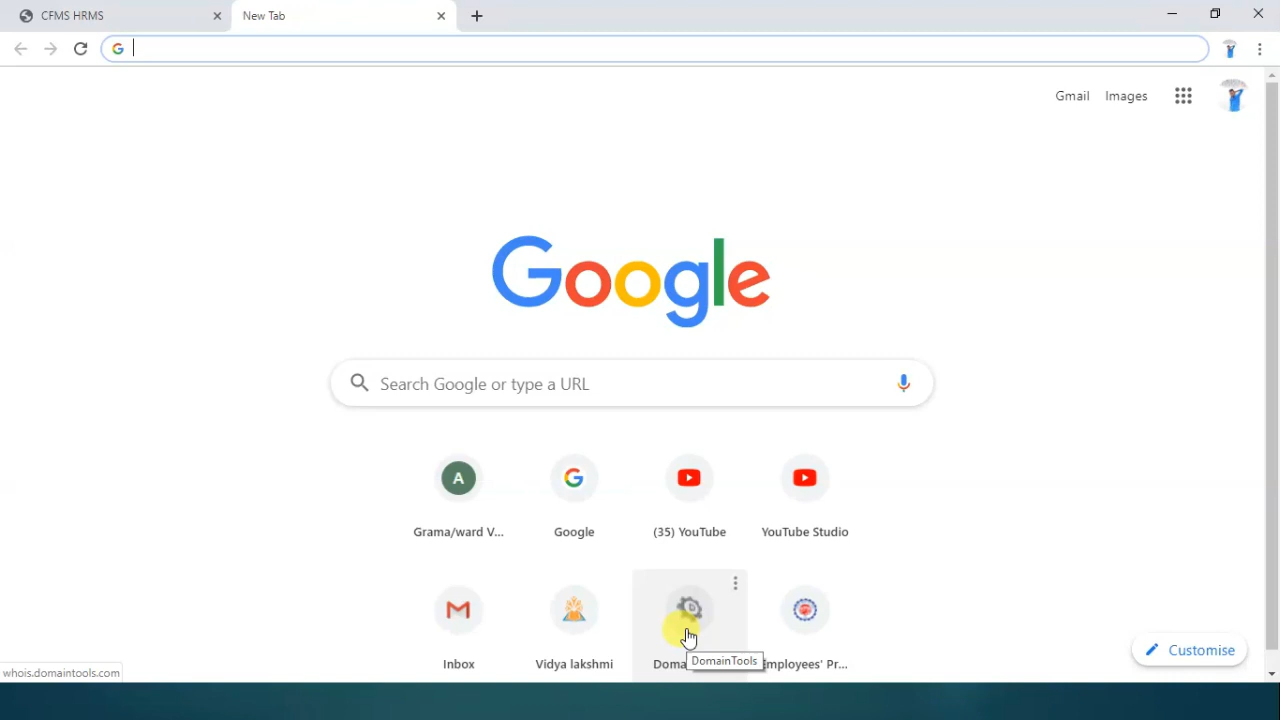 CFMS HRMS
New Tab
Gmail
Images
Google
Search Google or type a URL
A
Grama/ward V...
Google
(35) YouTube
YouTube Studio
Inbox
Vidya lakshmi
Doma
Employees' Pr...
DomainTools
Customise
whois.domaintools.com